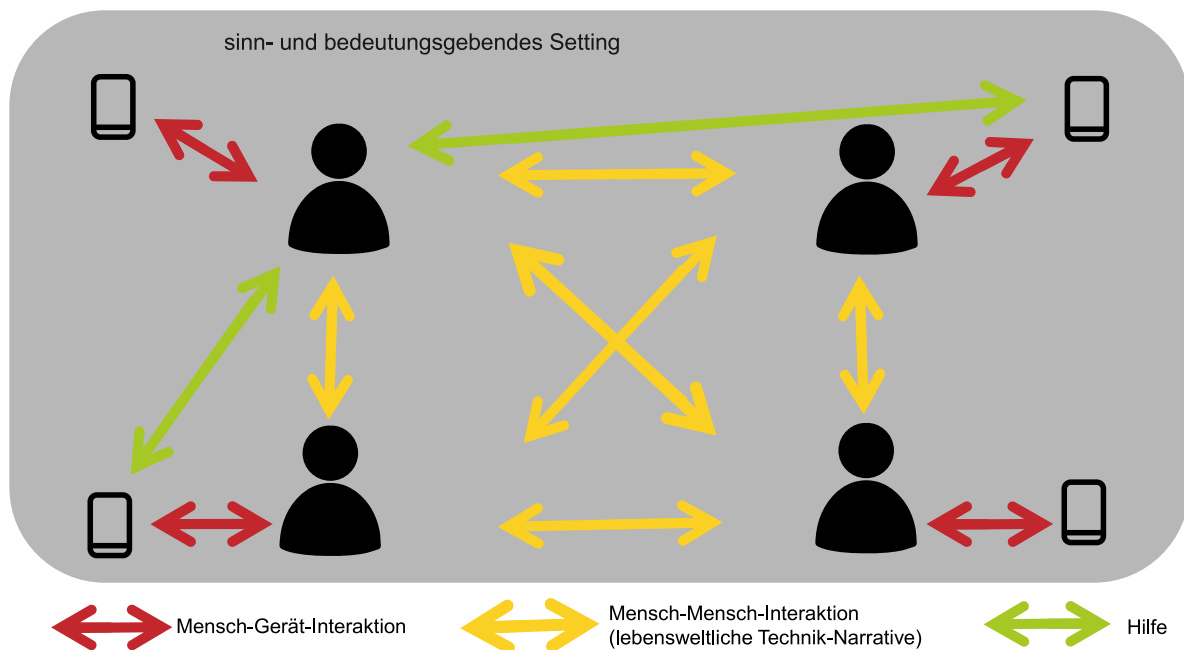 sinn- und bedeutungsgebendes Setting
Mensch-Gerät-Interaktion
Mensch-Mensch-Interaktion
(lebensweltliche Technik-Narrative)
Hilfe